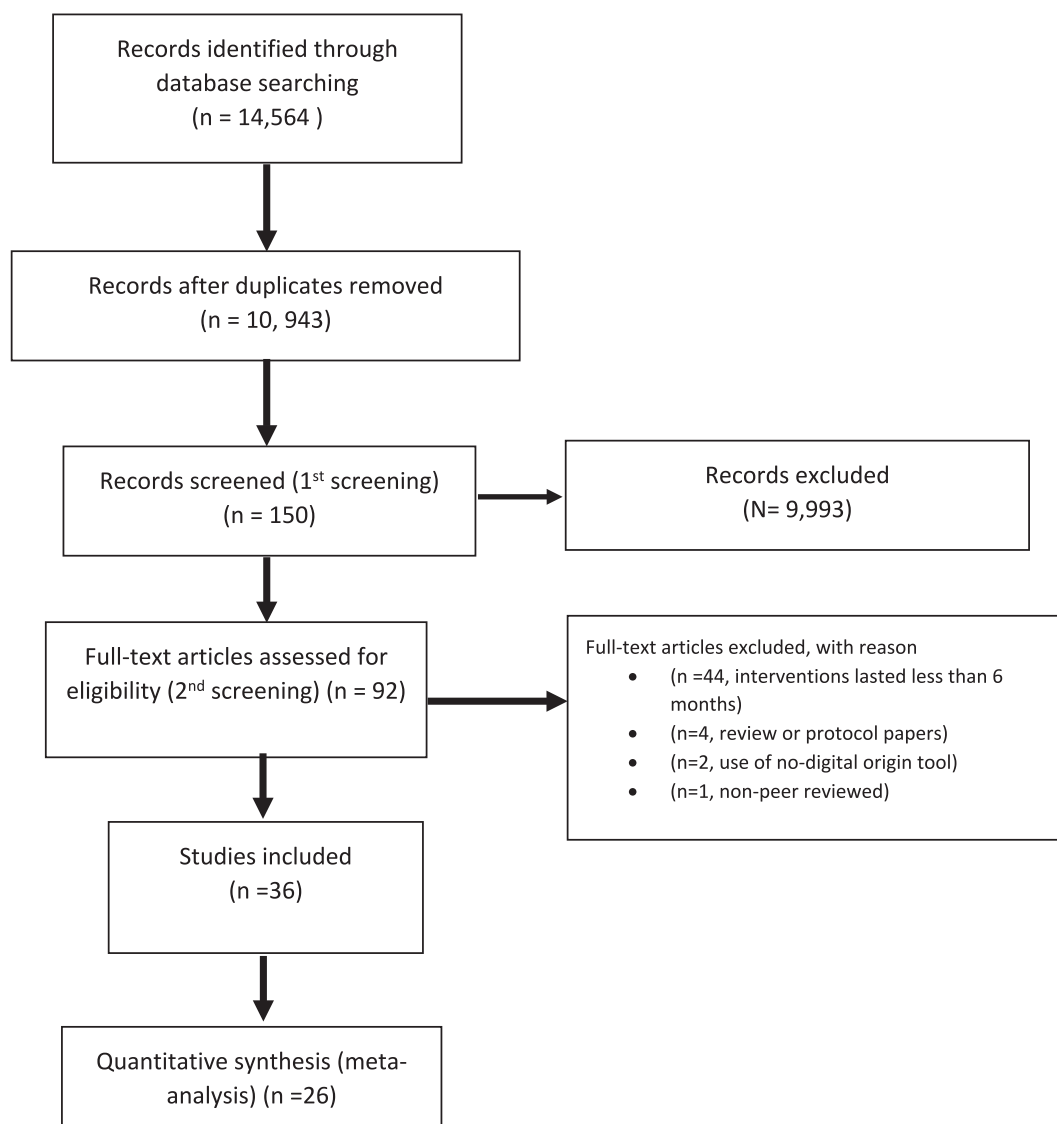 Records identified through
database searching
(n = 14,564 )
Records after duplicates removed
(n = 10, 943)
Records screened (1st screening)
(n = 150)
Records excluded
(N= 9,993)
Full-text articles assessed for
eligibility (2nd screening) (n = 92)
Full-text articles excluded, with reason
• (n =44, interventions lasted less than 6
months)
• (n=4, review or protocol papers)
• (n=2, use of no-digital origin tool)
• (n=1, non-peer reviewed)
Studies included
(n =36)
Quantitative synthesis (meta-
analysis) (n =26)